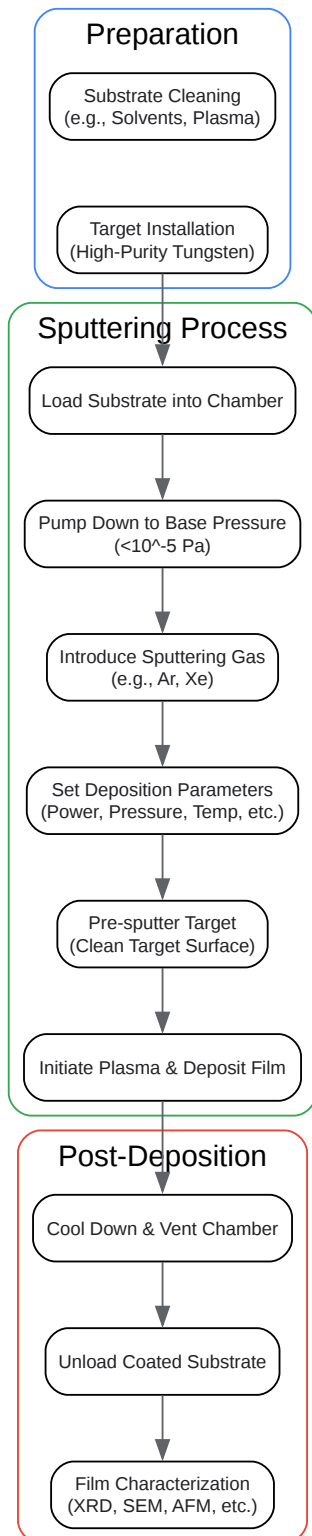 Preparation
Substrate Cleaning
(e.g., Solvents, Plasma)
Target Installation
(High-Purity Tungsten)
Sputtering Process
Load Substrate into Chamber
Pump Down to Base Pressure
(<10^-5 Pa)
Introduce Sputtering Gas
(e.g., Ar, Xe)
Set Deposition Parameters
(Power, Pressure, Temp, etc.)
Pre-sputter Target
(Clean Target Surface)
Initiate Plasma & Deposit Film
Post-Deposition
Cool Down & Vent Chamber
Unload Coated Substrate
Film Characterization
(XRD, SEM, AFM, etc.)